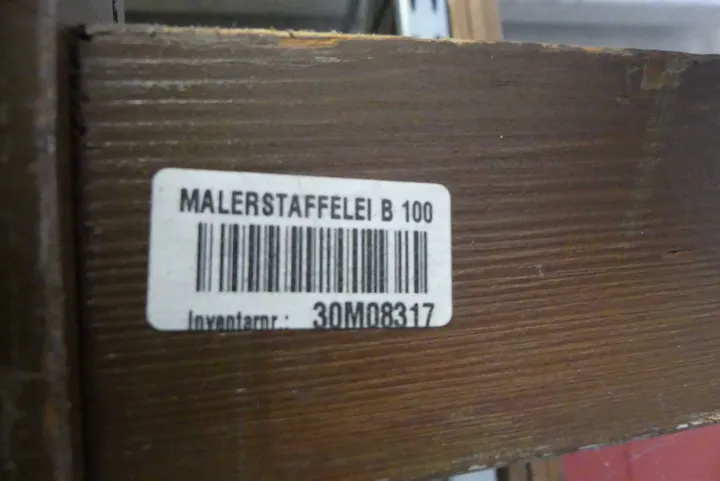 MALERSTAFFELEI B 100
Inventarnr.: 30M08317